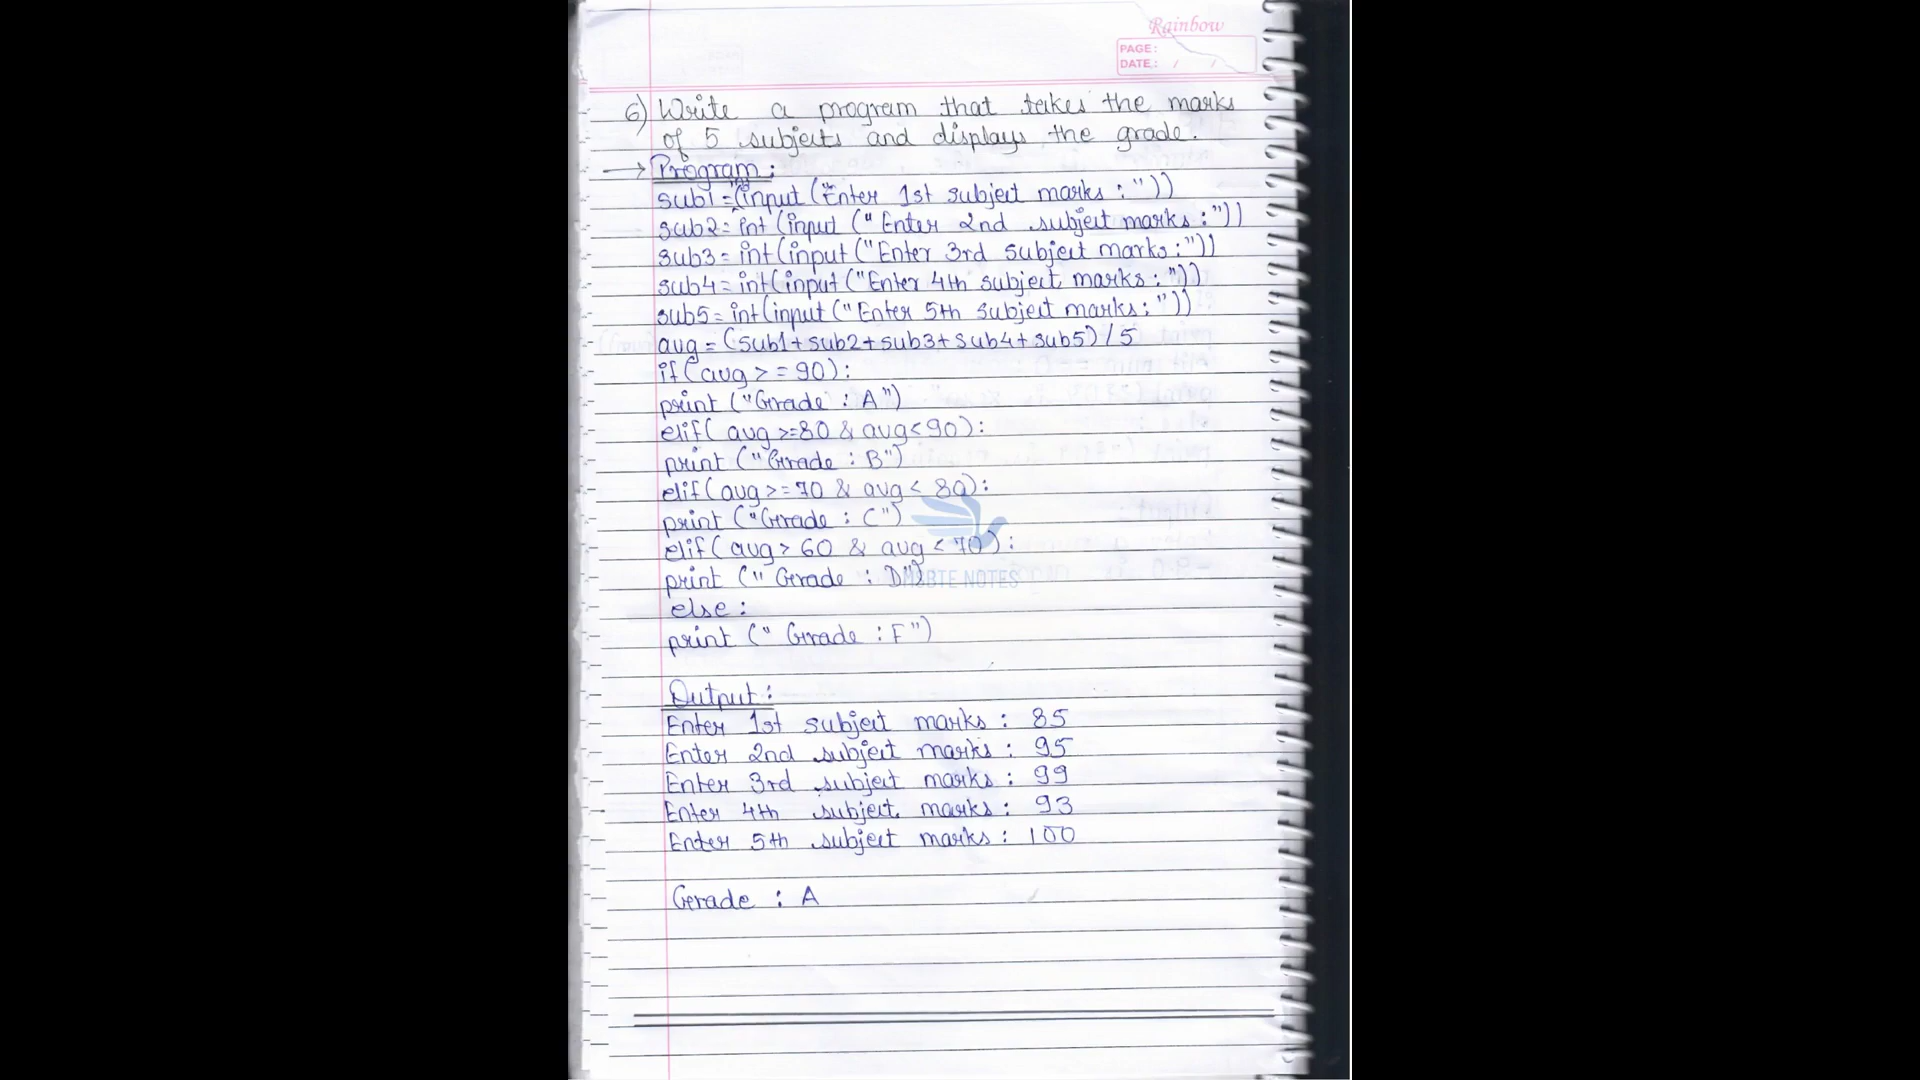 Rainbow
PAGE:
DATE: / /
6) Write a program that takes the marks
of 5 subjects and displays the grade.
→ Program:
sub1=int(input("Enter 1st subject marks:"))
sub2=int(input("Enter 2nd subject marks:"))
sub3=int(input("Enter 3rd subject marks:"))
sub4=int(input("Enter 4th subject marks:"))
sub5=int(input("Enter 5th subject marks:"))
avg=(sub1+sub2+sub3+sub4+sub5)/5
if(avg>=90):
print("Grade : A")
elif(avg>=80 & avg<90):
print("Grade : B")
elif(avg>=70 & avg<80):
print("Grade : C")
elif(avg>60 & avg<70):
print("Grade : D")
MSBTE NOTES
else:
print("Grade : F")
Output:
Enter 1st subject marks: 85
Enter 2nd subject marks: 95
Enter 3rd subject marks: 99
Enter 4th subject marks: 93
Enter 5th subject marks: 100
Grade : A